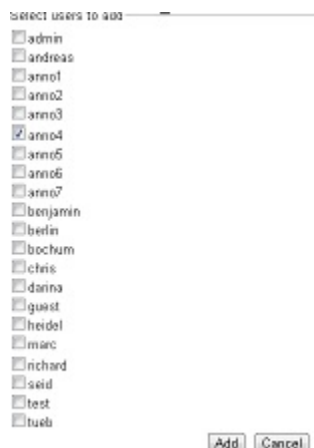 Select users to add
admin
andreas
anno1
anno2
anno3
anno4
anno5
anno6
anno7
benjamin
berlin
bochum
chris
darina
guest
heidel
marc
richard
seid
test
tueb
Add Cancel